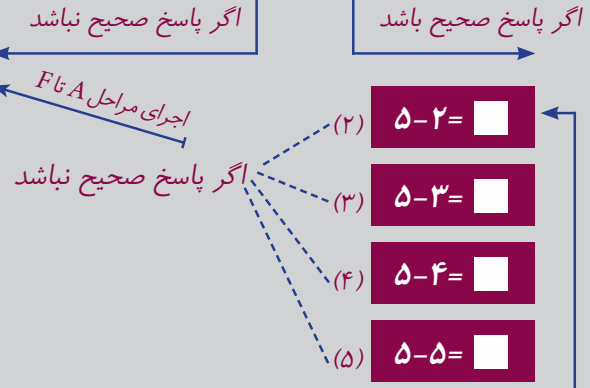 اگر پاسخ صحیح باشد
اگر پاسخ صحیح نباشد
اجرای مراحل A تا F
(۲) ۵-۲=
اگر پاسخ صحیح نباشد
(۳) ۵-۳=
(۴) ۵-۴=
(۵) ۵-۵=